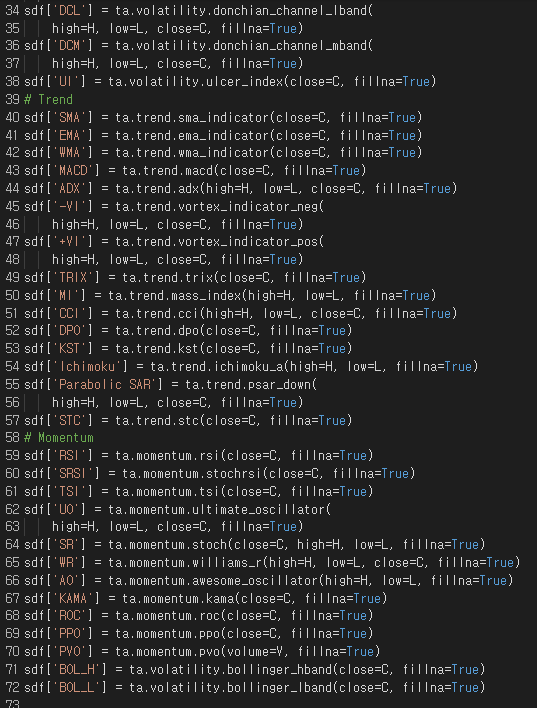 34 sdf['DCL'] = ta.volatility.donchian_channel_lband(
35     high=H, low=L, close=C, fillna=True)
36 sdf['DCM'] = ta.volatility.donchian_channel_mband(
37     high=H, low=L, close=C, fillna=True)
38 sdf['UI'] = ta.volatility.ulcer_index(close=C, fillna=True)
39 # Trend
40 sdf['SMA'] = ta.trend.sma_indicator(close=C, fillna=True)
41 sdf['EMA'] = ta.trend.ema_indicator(close=C, fillna=True)
42 sdf['WMA'] = ta.trend.wma_indicator(close=C, fillna=True)
43 sdf['MACD'] = ta.trend.macd(close=C, fillna=True)
44 sdf['ADX'] = ta.trend.adx(high=H, low=L, close=C, fillna=True)
45 sdf['-VI'] = ta.trend.vortex_indicator_neg(
46     high=H, low=L, close=C, fillna=True)
47 sdf['+VI'] = ta.trend.vortex_indicator_pos(
48     high=H, low=L, close=C, fillna=True)
49 sdf['TRIX'] = ta.trend.trix(close=C, fillna=True)
50 sdf['MI'] = ta.trend.mass_index(high=H, low=L, fillna=True)
51 sdf['CCI'] = ta.trend.cci(high=H, low=L, close=C, fillna=True)
52 sdf['DPO'] = ta.trend.dpo(close=C, fillna=True)
53 sdf['KST'] = ta.trend.kst(close=C, fillna=True)
54 sdf['Ichimoku'] = ta.trend.ichimoku_a(high=H, low=L, fillna=True)
55 sdf['Parabolic SAR'] = ta.trend.psar_down(
56     high=H, low=L, close=C, fillna=True)
57 sdf['STC'] = ta.trend.stc(close=C, fillna=True)
58 # Momentum
59 sdf['RSI'] = ta.momentum.rsi(close=C, fillna=True)
60 sdf['SRSI'] = ta.momentum.stochrsi(close=C, fillna=True)
61 sdf['TSI'] = ta.momentum.tsi(close=C, fillna=True)
62 sdf['UO'] = ta.momentum.ultimate_oscillator(
63     high=H, low=L, close=C, fillna=True)
64 sdf['SR'] = ta.momentum.stoch(close=C, high=H, low=L, fillna=True)
65 sdf['WR'] = ta.momentum.williams_r(high=H, low=L, close=C, fillna=True)
66 sdf['AO'] = ta.momentum.awesome_oscillator(high=H, low=L, fillna=True)
67 sdf['KAMA'] = ta.momentum.kama(close=C, fillna=True)
68 sdf['ROC'] = ta.momentum.roc(close=C, fillna=True)
69 sdf['PPO'] = ta.momentum.ppo(close=C, fillna=True)
70 sdf['PVO'] = ta.momentum.pvo(volume=V, fillna=True)
71 sdf['BOL_H'] = ta.volatility.bollinger_hband(close=C, fillna=True)
72 sdf['BOL_L'] = ta.volatility.bollinger_lband(close=C, fillna=True)
73